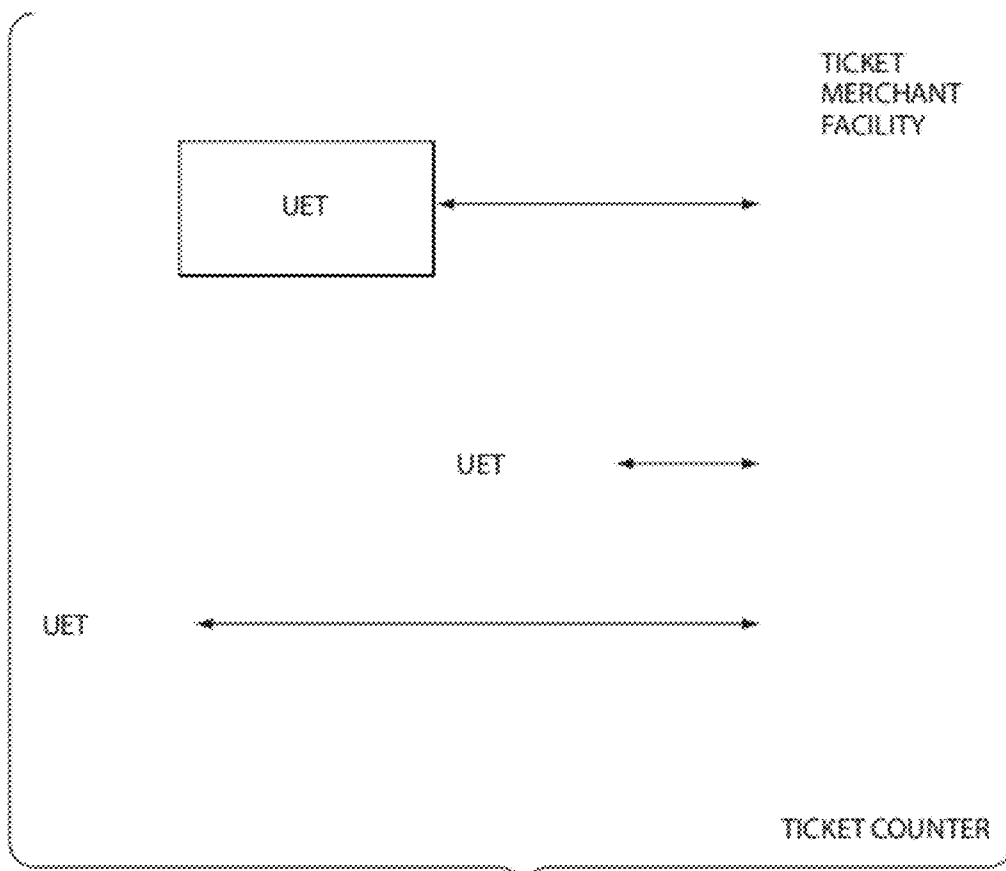 TICKET
MERCHANT
FACILITY
UET
UET
UET
TICKET COUNTER